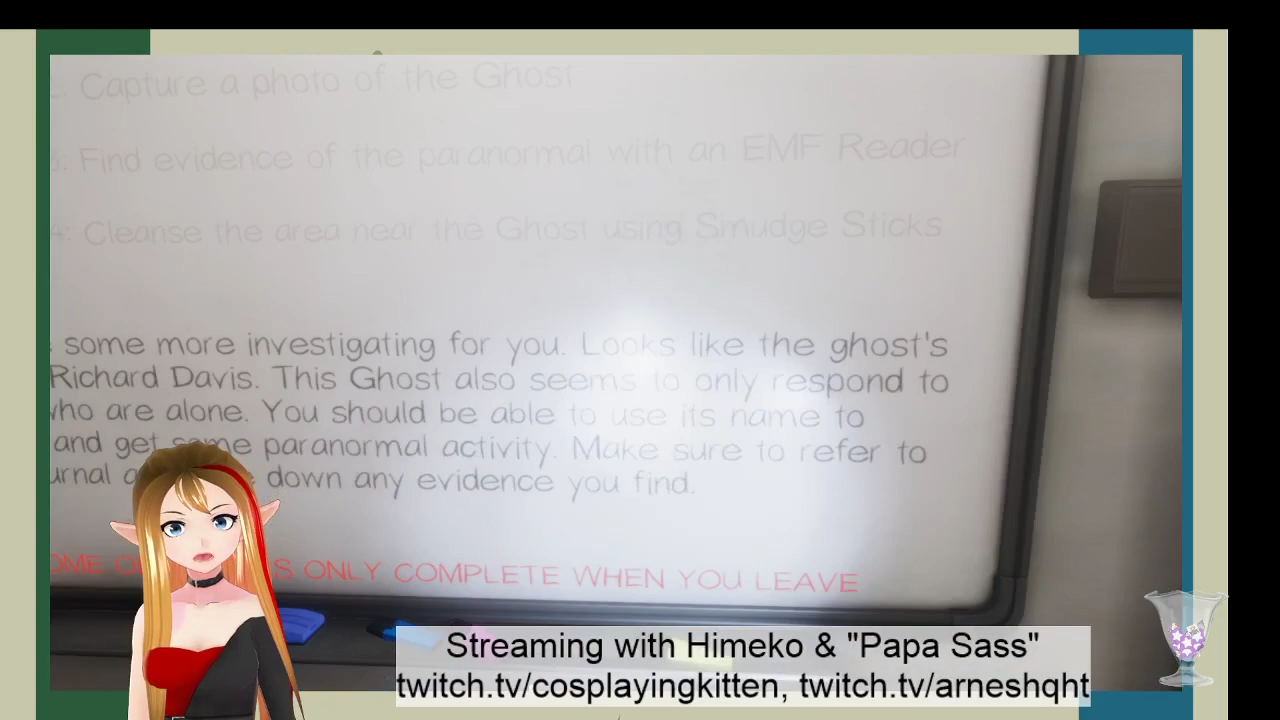 Capture a photo of the Ghost
Find evidence of the paranormal with an EMF Reader
4: Cleanse the area near the Ghost using Smudge Sticks
some more investigating for you. Looks like the ghost's
Richard Davis. This Ghost also seems to only respond to
who are alone. You should be able to use its name to
and get some paranormal activity. Make sure to refer to
down any evidence you find.
ONLY COMPLETE WHEN YOU LEAVE
Streaming with Himeko & "Papa Sass"
twitch.tv/cosplayingkitten, twitch.tv/arneshqht